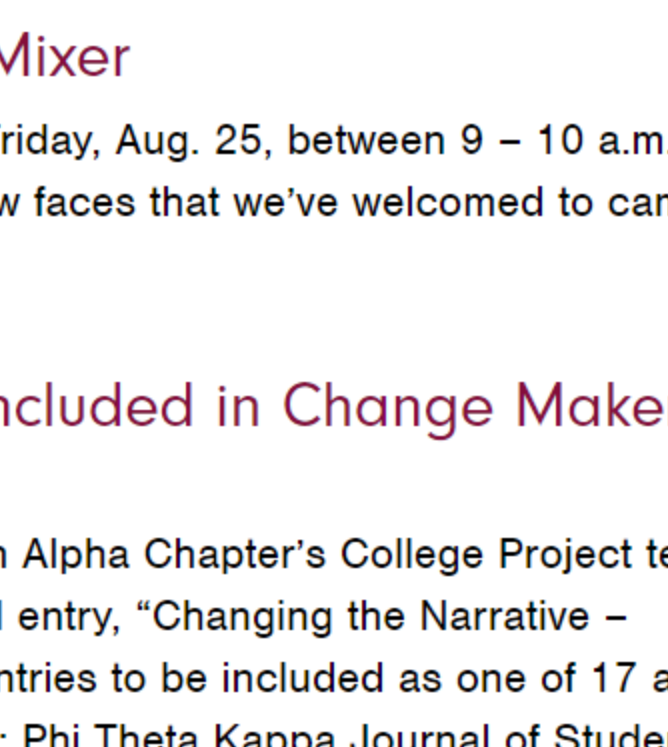 Mixer
riday, Aug. 25, between 9 – 10 a.m.
w faces that we’ve welcomed to cam
ncluded in Change Make
n Alpha Chapter’s College Project te
entry, “Changing the Narrative –
ntries to be included as one of 17 a
: Phi Theta Kappa Journal of Stude